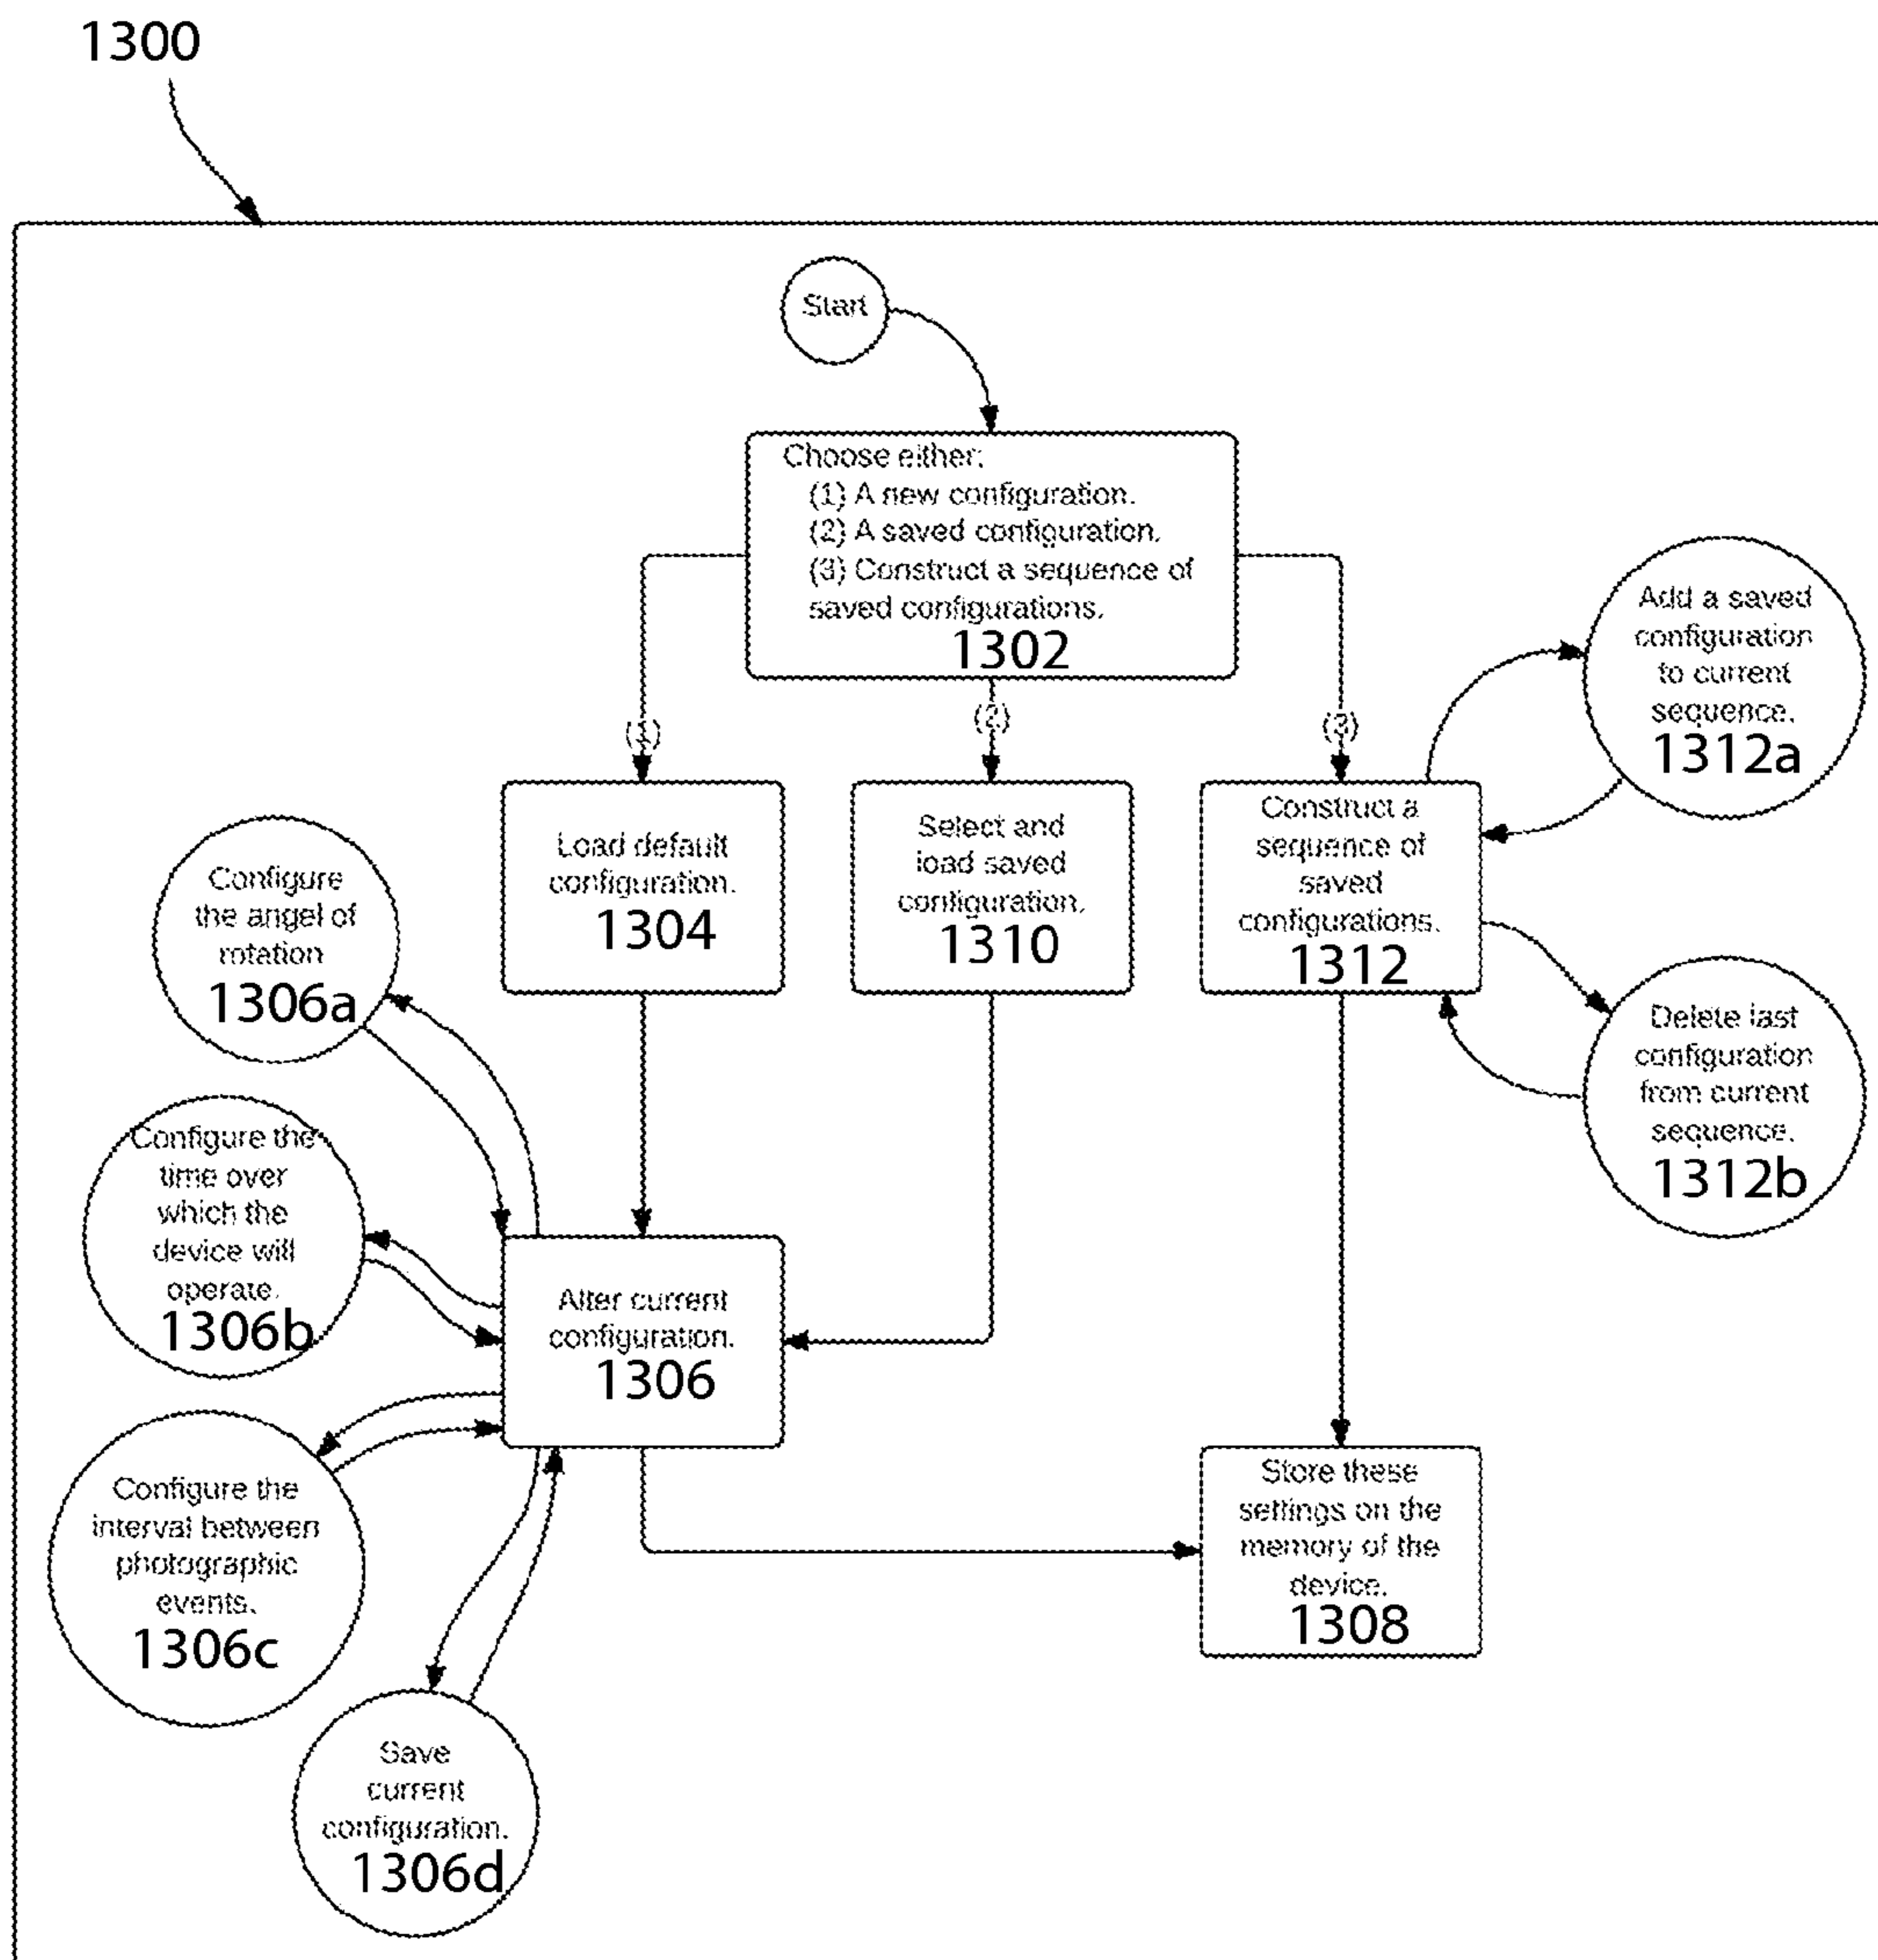 1300
Start
Choose either:
(1) A new configuration.
(2) A saved configuration.
(3) Construct a sequence of
saved configurations.
1302
(1)
(2)
(3)
Add a saved
configuration
to current
sequence.
1312a
Load default
configuration.
1304
Select and
load saved
configuration.
1310
Construct a
sequence of
saved
configurations.
1312
Configure
the angel of
rotation
1306a
Delete last
configuration
from current
sequence.
1312b
Configure the
time over
which the
device will
operate.
1306b
Alter current
configuration.
1306
Configure the
interval between
photographic
events.
1306c
Store these
settings on the
memory of the
device.
1308
Save
current
configuration.
1306d